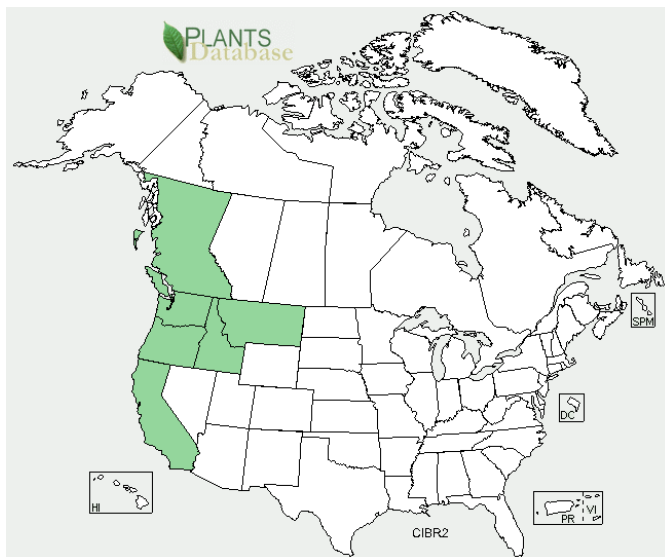 PLANTS
Database
SPM
DC
HI
PR
VI
CIBR2